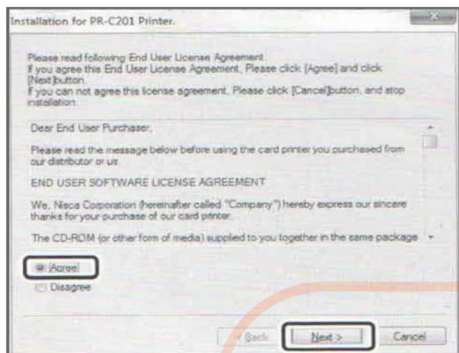 Installation for PR-C201 Printer.
Please read following End User License Agreement.
If you agree this End User License Agreement, Please click [Agree] and click
[Next]button.
If you can not agree this license agreement, Please click [Cancel]button, and stop
installation.
Dear End User Purchaser,
Please read the message below before using the card printer you purchased from
our distributor or us
END USER SOFTWARE LICENSE AGREEMENT
We, Nisca Corporation (hereinafter called "Company") hereby express our sincere
thanks for your purchase of our card printer.
The CD-ROM (or other form of media) supplied to you together in the same package
Agree
Disagree
< Back
Next >
Cancel